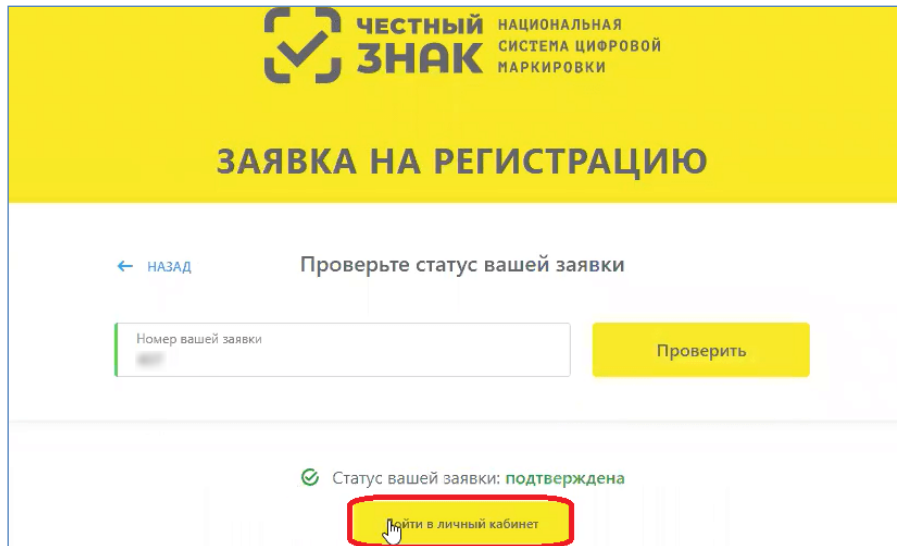 ЧЕСТНЫЙ
ЗНАК
НАЦИОНАЛЬНАЯ
СИСТЕМА ЦИФРОВОЙ
МАРКИРОВКИ
ЗАЯВКА НА РЕГИСТРАЦИЮ
← НАЗАД
Проверьте статус вашей заявки
Номер вашей заявки
Проверить
Статус вашей заявки: подтверждена
в личный кабинет